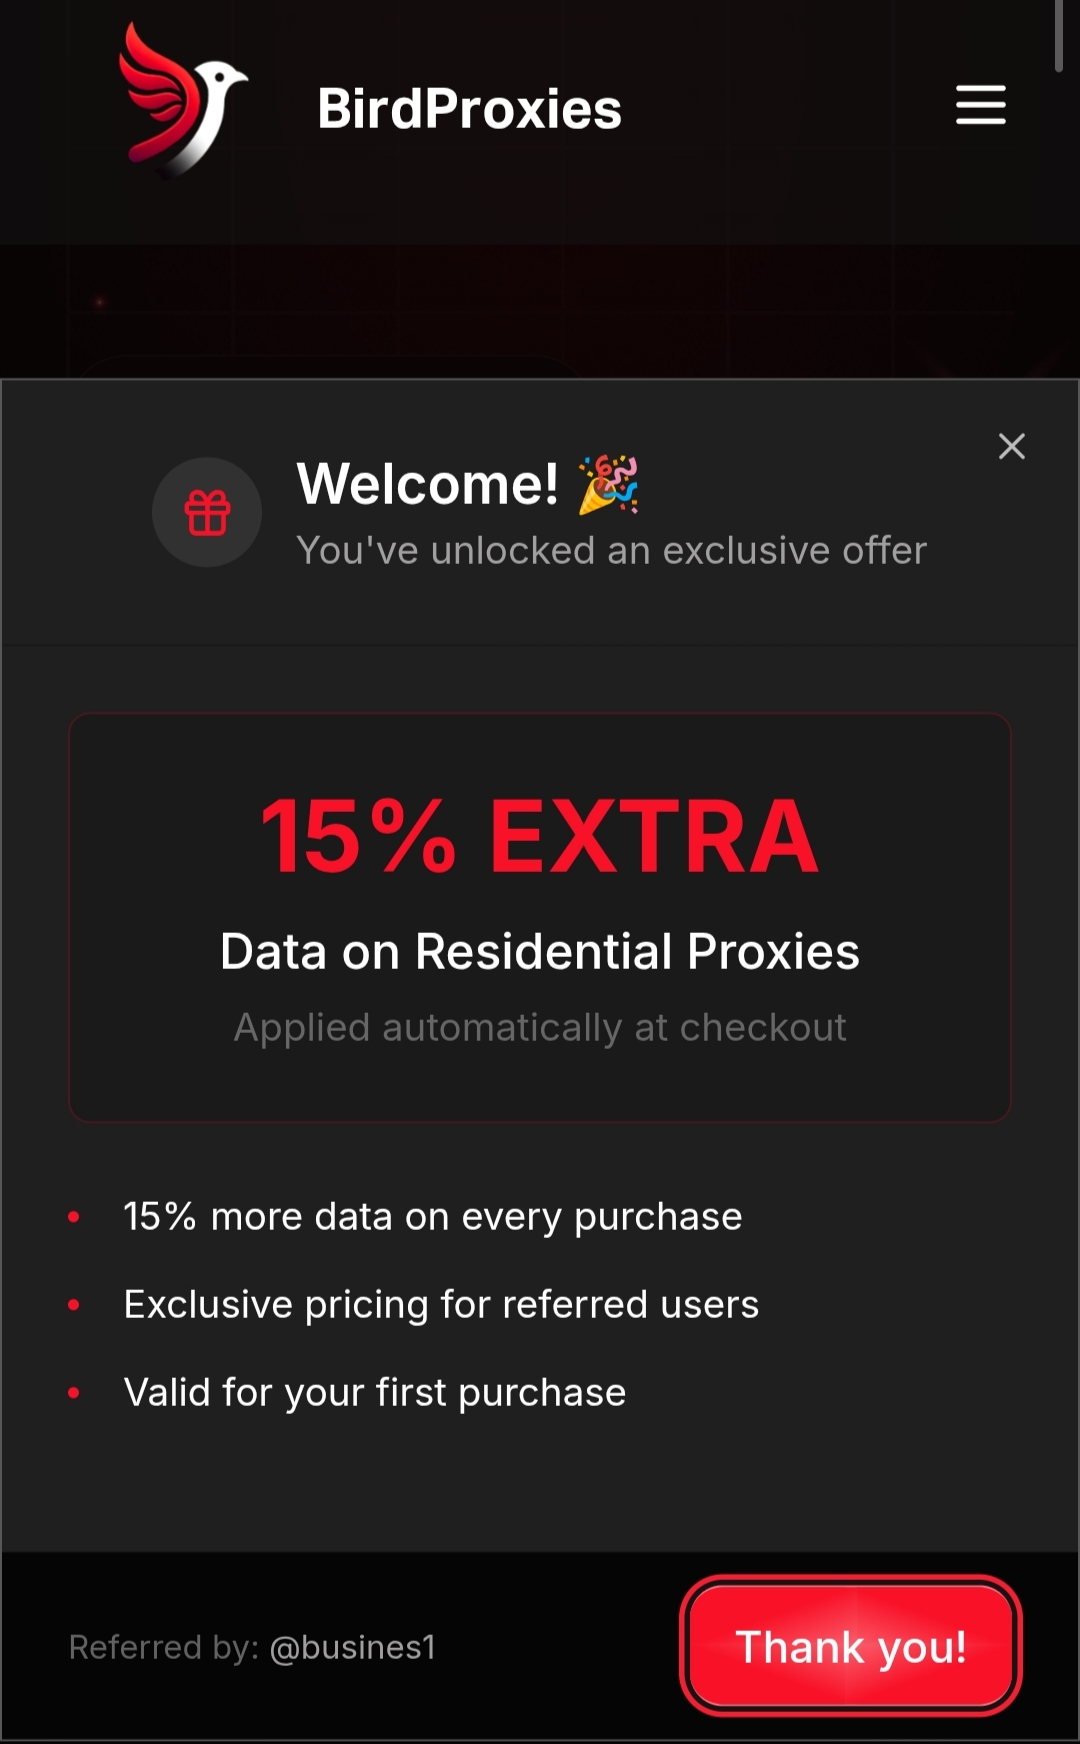 BirdProxies
Welcome! 🎉
You've unlocked an exclusive offer
15% EXTRA
Data on Residential Proxies
Applied automatically at checkout
• 15% more data on every purchase
• Exclusive pricing for referred users
• Valid for your first purchase
Referred by: @busines1
Thank you!